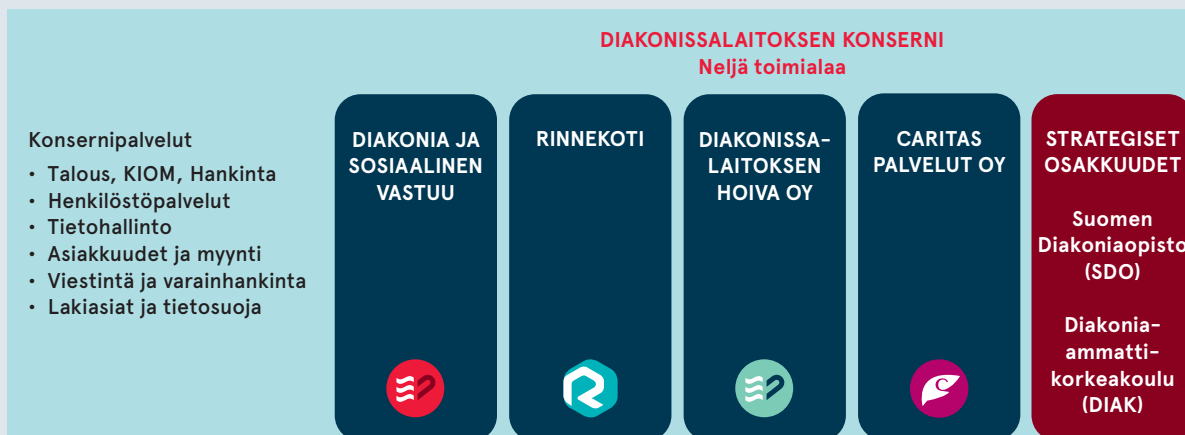 DIAKONISSALAITOKSEN KONSERNI
Neljä toimialaa
Konsernipalvelut
• Talous, KIOM, Hankinta
• Henkilöstöpalvelut
• Tietohallinto
• Asiakkuudet ja myynti
• Viestintä ja varainhankinta
• Lakiasiat ja tietosuoja
DIAKONIA JA
SOSIAALINEN
VASTUU
RINNEKOTI
DIAKONISSA-
LAITOKSEN
HOIVA OY
CARITAS
PALVELUT OY
STRATEGISET
OSAKKUUDET
Suomen
Diakoniaopisto
(SDO)
Diakonia-
ammatti-
korkeakoulu
(DIAK)